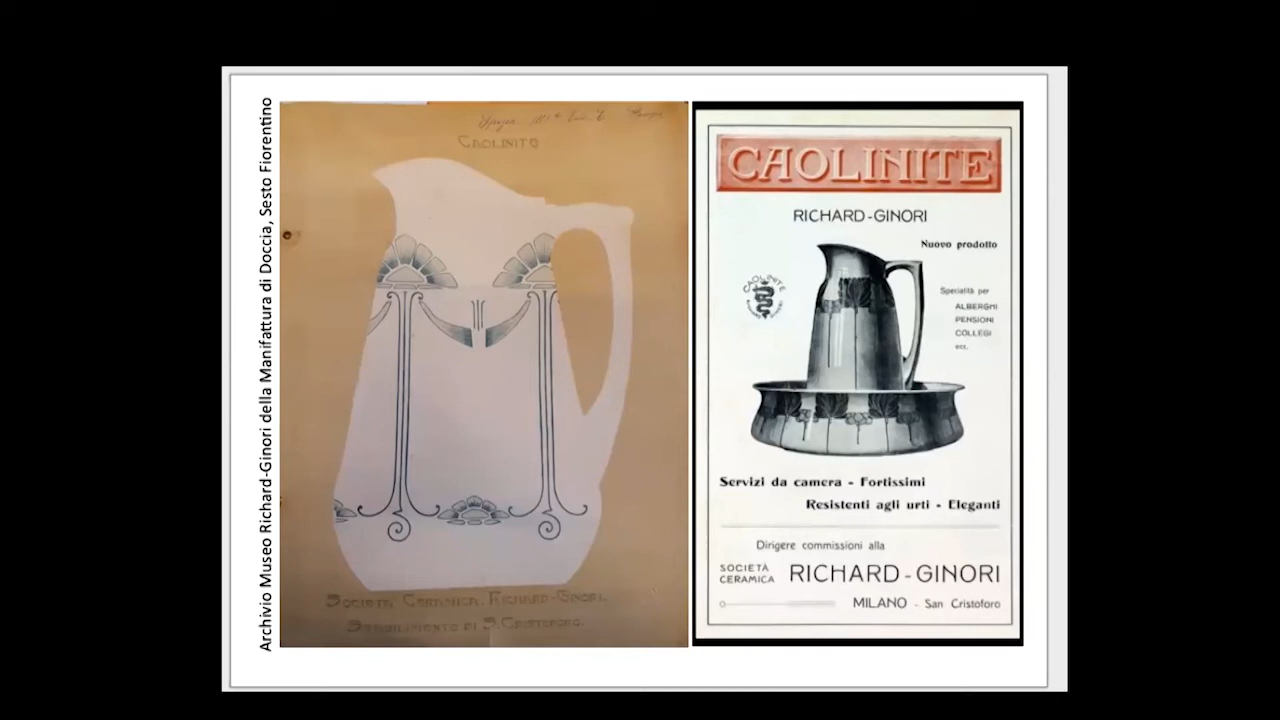 Archivio Museo Richard-Ginori della Manifattura di Doccia, Sesto Fiorentino
CAOLINITO
SOCIETÀ CERAMICA. RICHARD-GINORI.
STABILIMENTO DI S. CRISTOFORO.
CAOLINITE
RICHARD-GINORI
Nuovo prodotto
CAOLINITE
Specialità per
ALBERGHI
PENSIONI
COLLEGI
ecc.
Servizi da camera - Fortissimi
Resistenti agli urti - Eleganti
Dirigere commissioni alla
SOCIETÀ
CERAMICA RICHARD-GINORI
MILANO - San Cristoforo